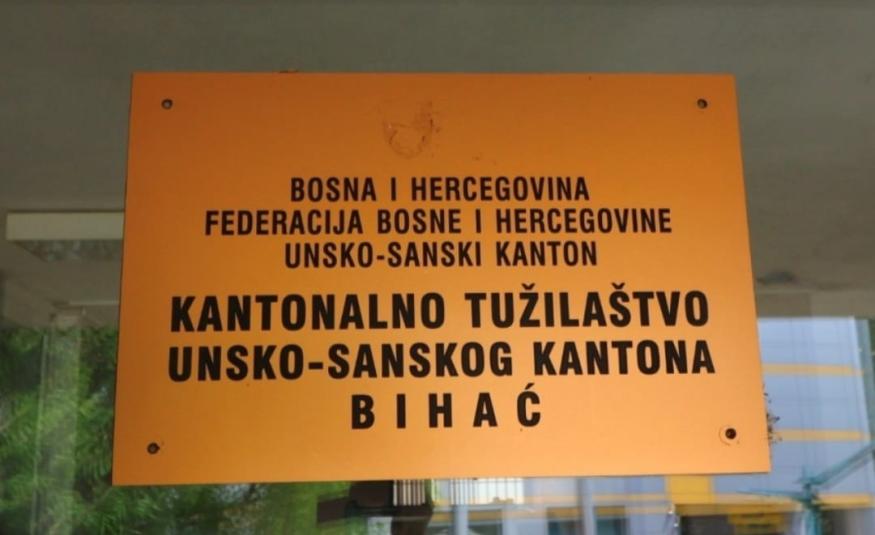 BOSNA I HERCEGOVINA
FEDERACIJA BOSNE I HERCEGOVINE
UNSKO-SANSKI KANTON
KANTONALNO TUŽILAŠTVO
UNSKO-SANSKOG KANTONA
BIHAĆ